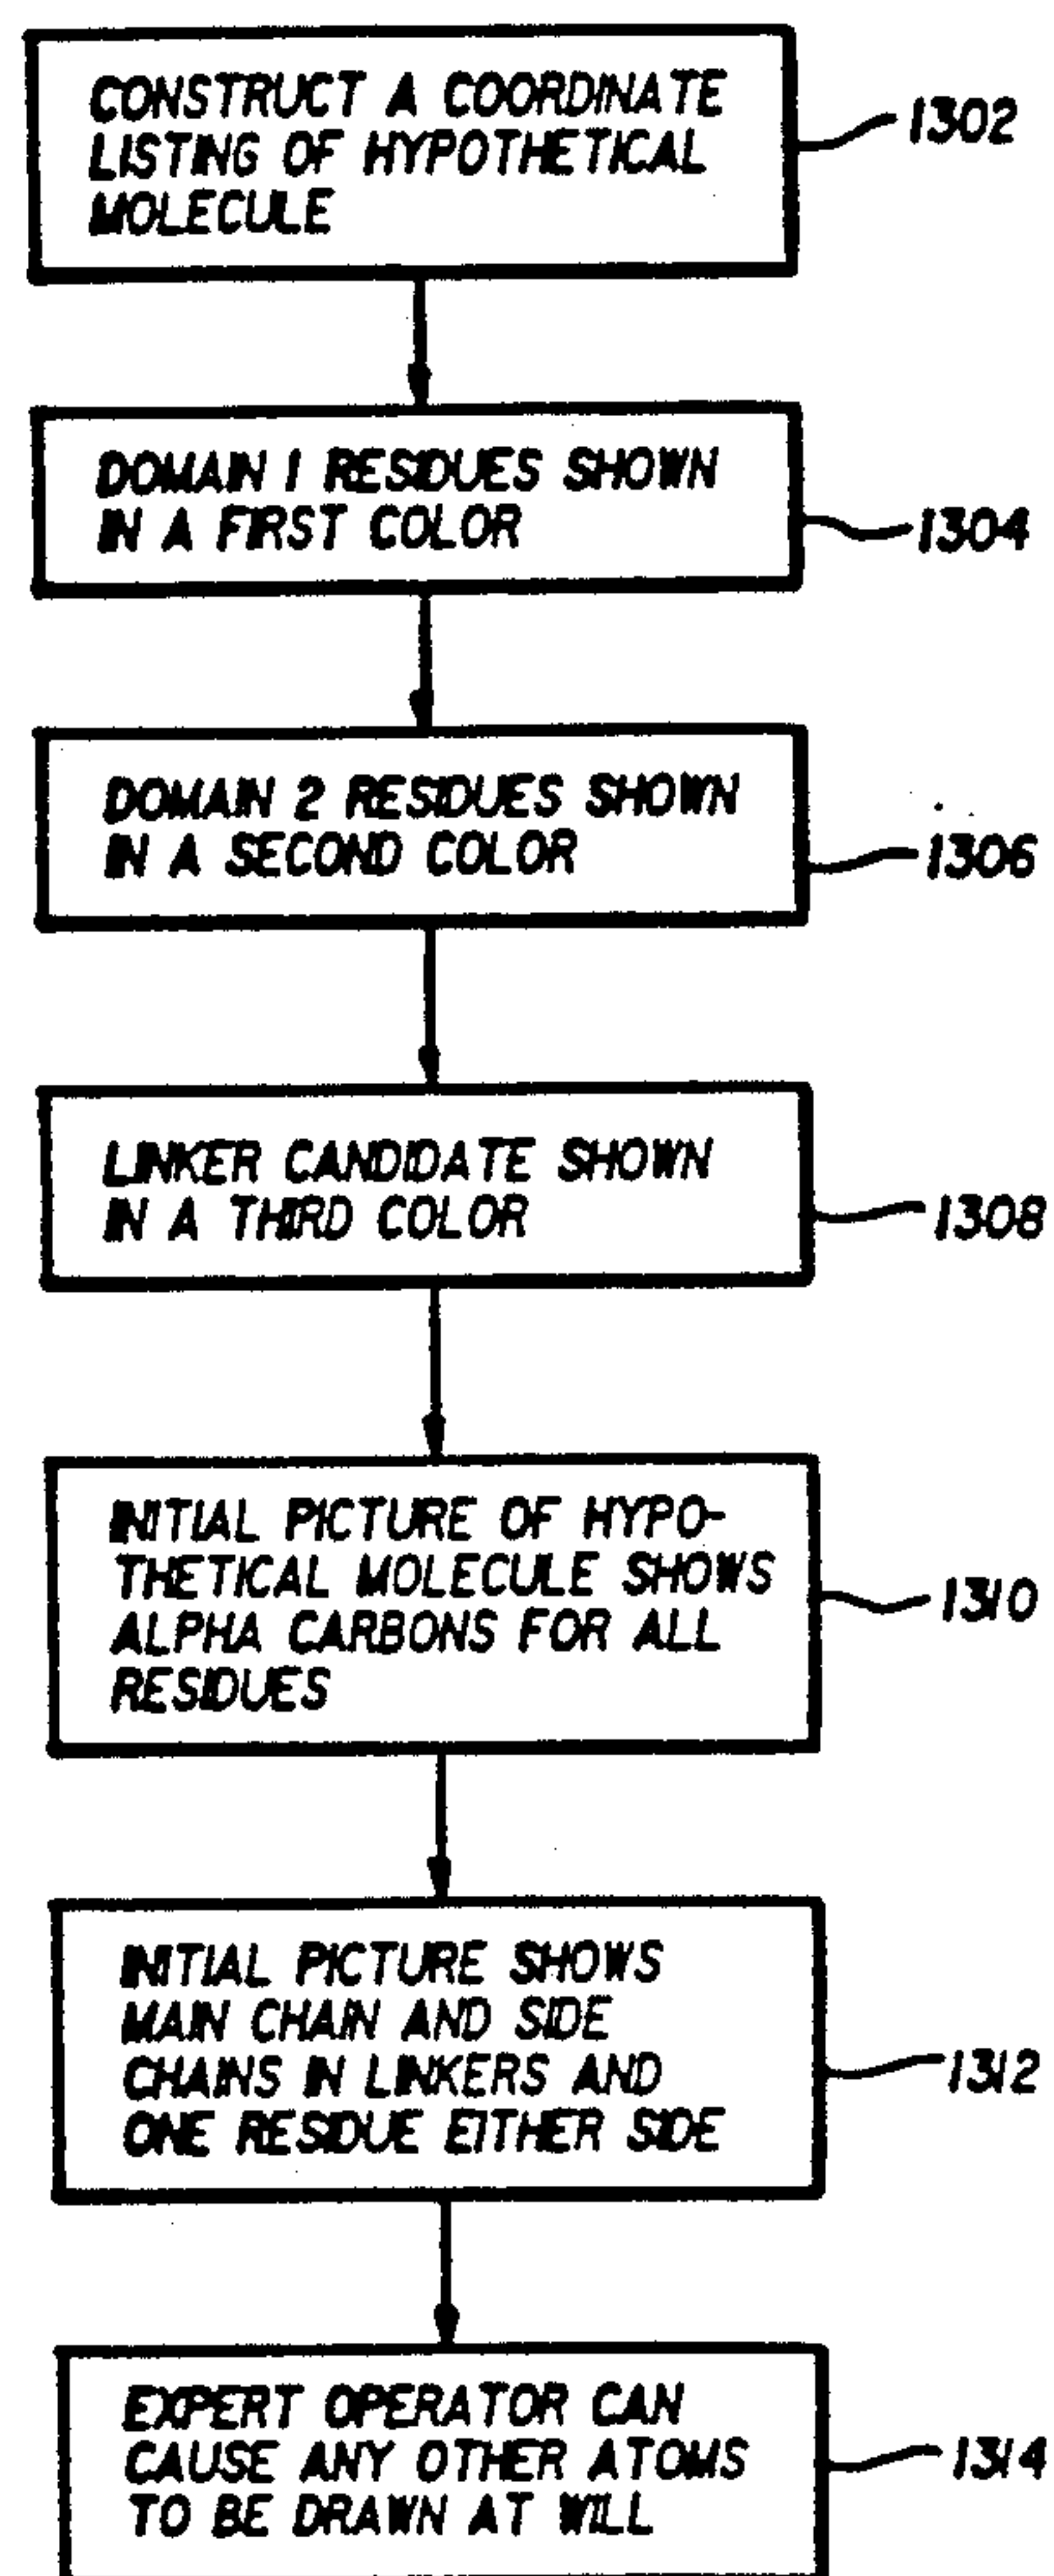 CONSTRUCT A COORDINATE
LISTING OF HYPOTHETICAL
MOLECULE
1302
DOMAIN 1 RESIDUES SHOWN
IN A FIRST COLOR
1304
DOMAIN 2 RESIDUES SHOWN
IN A SECOND COLOR
1306
LINKER CANDIDATE SHOWN
IN A THIRD COLOR
1308
INITIAL PICTURE OF HYPO-
THETICAL MOLECULE SHOWS
ALPHA CARBONS FOR ALL
RESIDUES
1310
INITIAL PICTURE SHOWS
MAIN CHAIN AND SIDE
CHAINS IN LINKERS AND
ONE RESIDUE EITHER SIDE
1312
EXPERT OPERATOR CAN
CAUSE ANY OTHER ATOMS
TO BE DRAWN AT WILL
1314